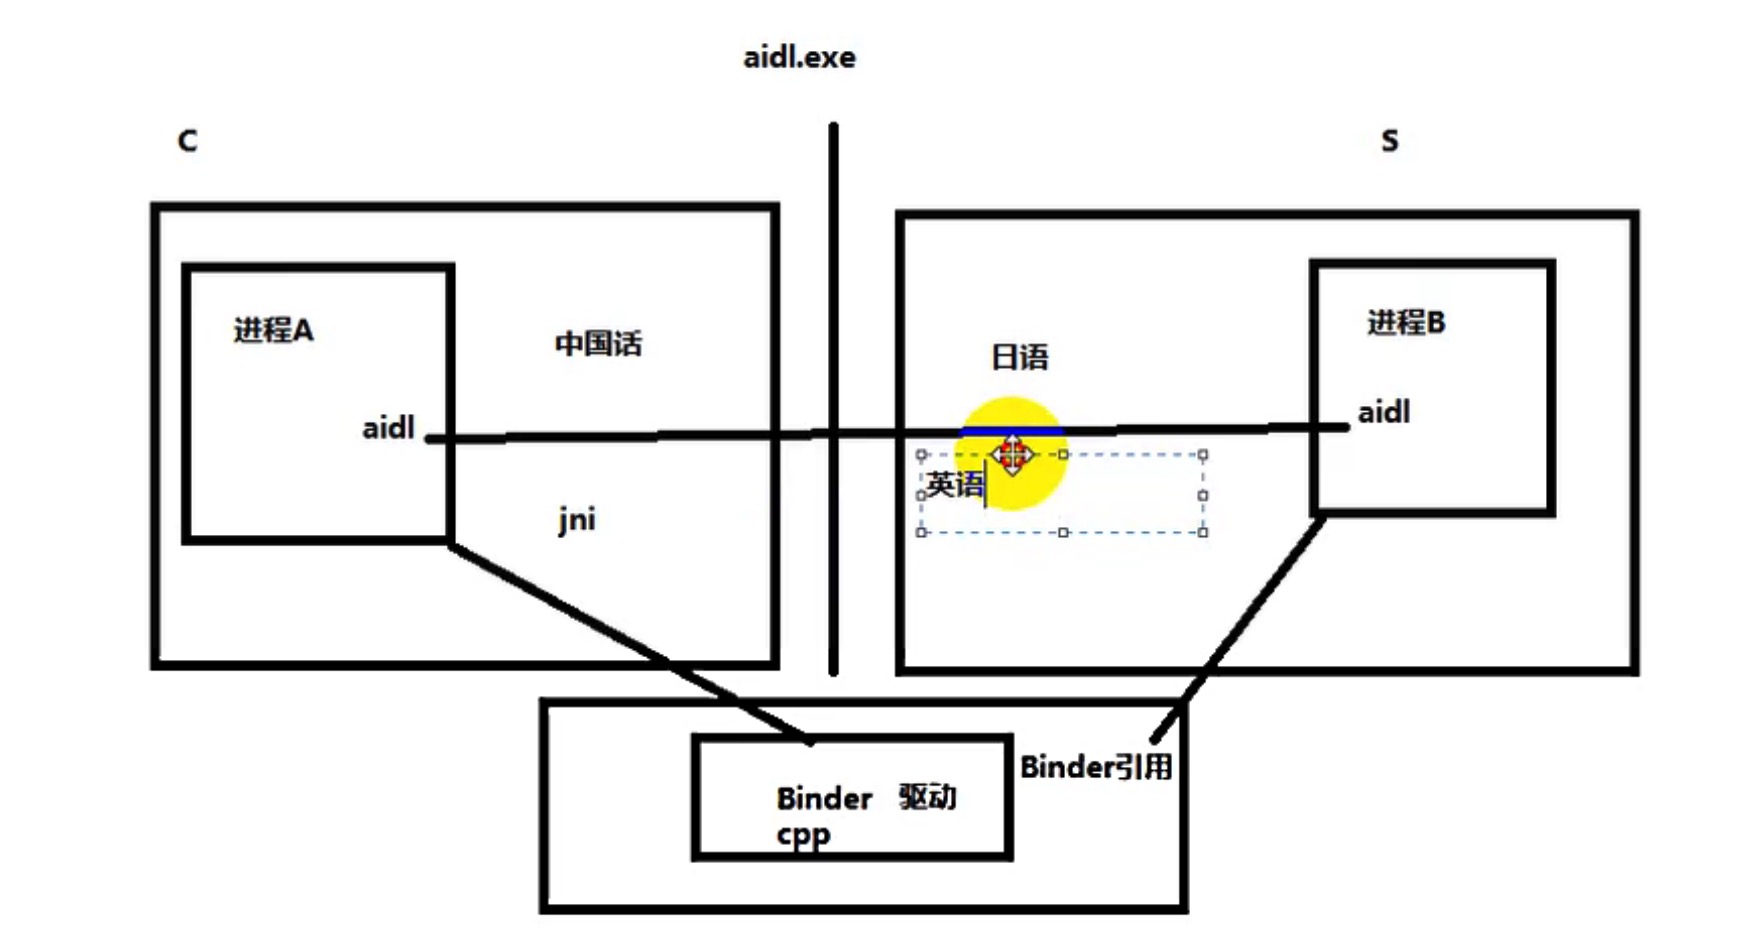 aidl.exe
C
S
进程A
中国话
aidl
jni
日语
英语
进程B
aidl
Binder引用
Binder 驱动
cpp